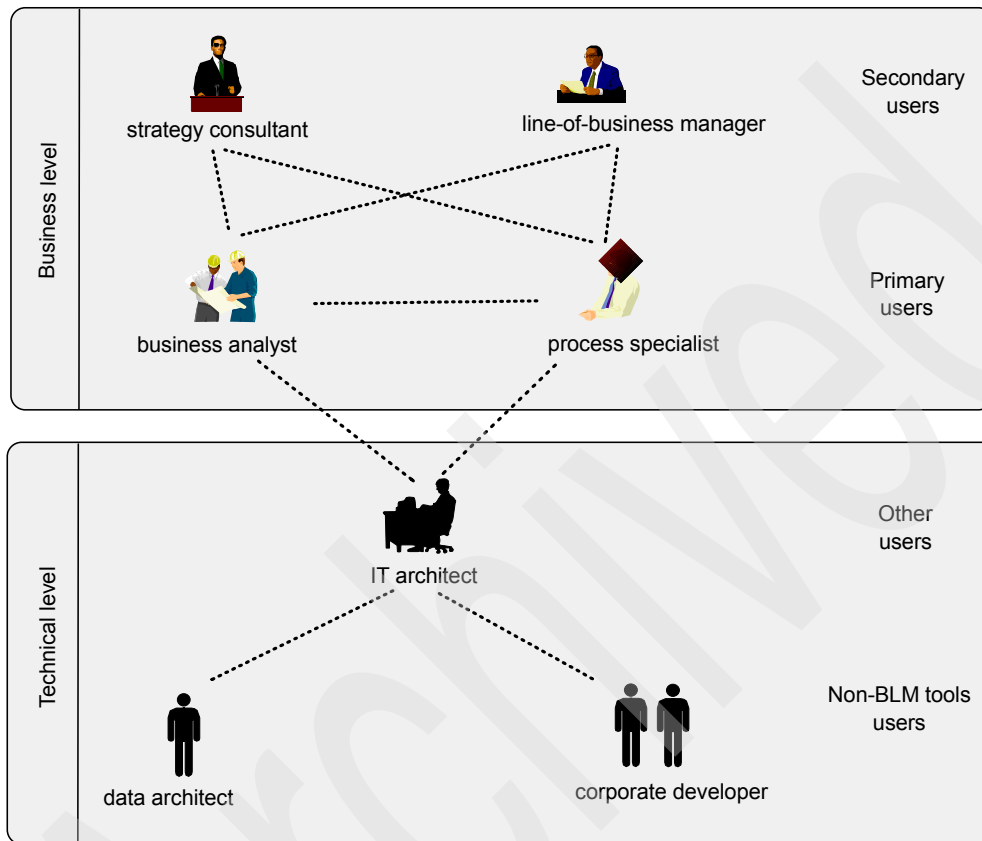 Business level
strategy consultant
line-of-business manager
Secondary
users
business analyst
process specialist
Primary
users
Technical level
IT architect
Other
users
data architect
corporate developer
Non-BLM tools
users
Archived